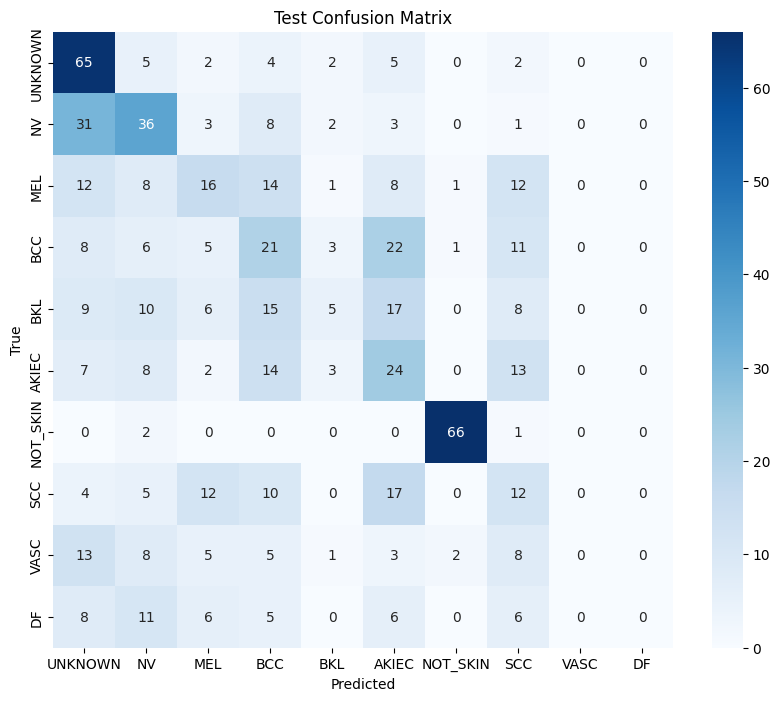 Test Confusion Matrix
True
UNKNOWN 65 5 2 4 2 5 0 2 0 0
NV 31 36 3 8 2 3 0 1 0 0
MEL 12 8 16 14 1 8 1 12 0 0
BCC 8 6 5 21 3 22 1 11 0 0
BKL 9 10 6 15 5 17 0 8 0 0
AKIEC 7 8 2 14 3 24 0 13 0 0
NOT_SKIN 0 2 0 0 0 0 66 1 0 0
SCC 4 5 12 10 0 17 0 12 0 0
VASC 13 8 5 5 1 3 2 8 0 0
DF 8 11 6 5 0 6 0 6 0 0
UNKNOWN NV MEL BCC BKL AKIEC NOT_SKIN SCC VASC DF
Predicted
60
50
40
30
20
10
0